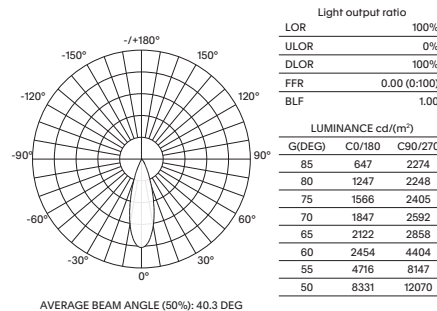 -/+180°
-150° 150°
-120° 120°
-90° 90°
-60° 60°
-30° 30°
0°
AVERAGE BEAM ANGLE (50%): 40.3 DEG
Light output ratio
LOR 100%
ULOR 0%
DLOR 100%
FFR 0.00 (0:100)
BLF 1.00
LUMINANCE cd/(m²)
G(DEG) C0/180 C90/270
85 647 2274
80 1247 2248
75 1566 2405
70 1847 2592
65 2122 2858
60 2454 4404
55 4716 8147
50 8331 12070